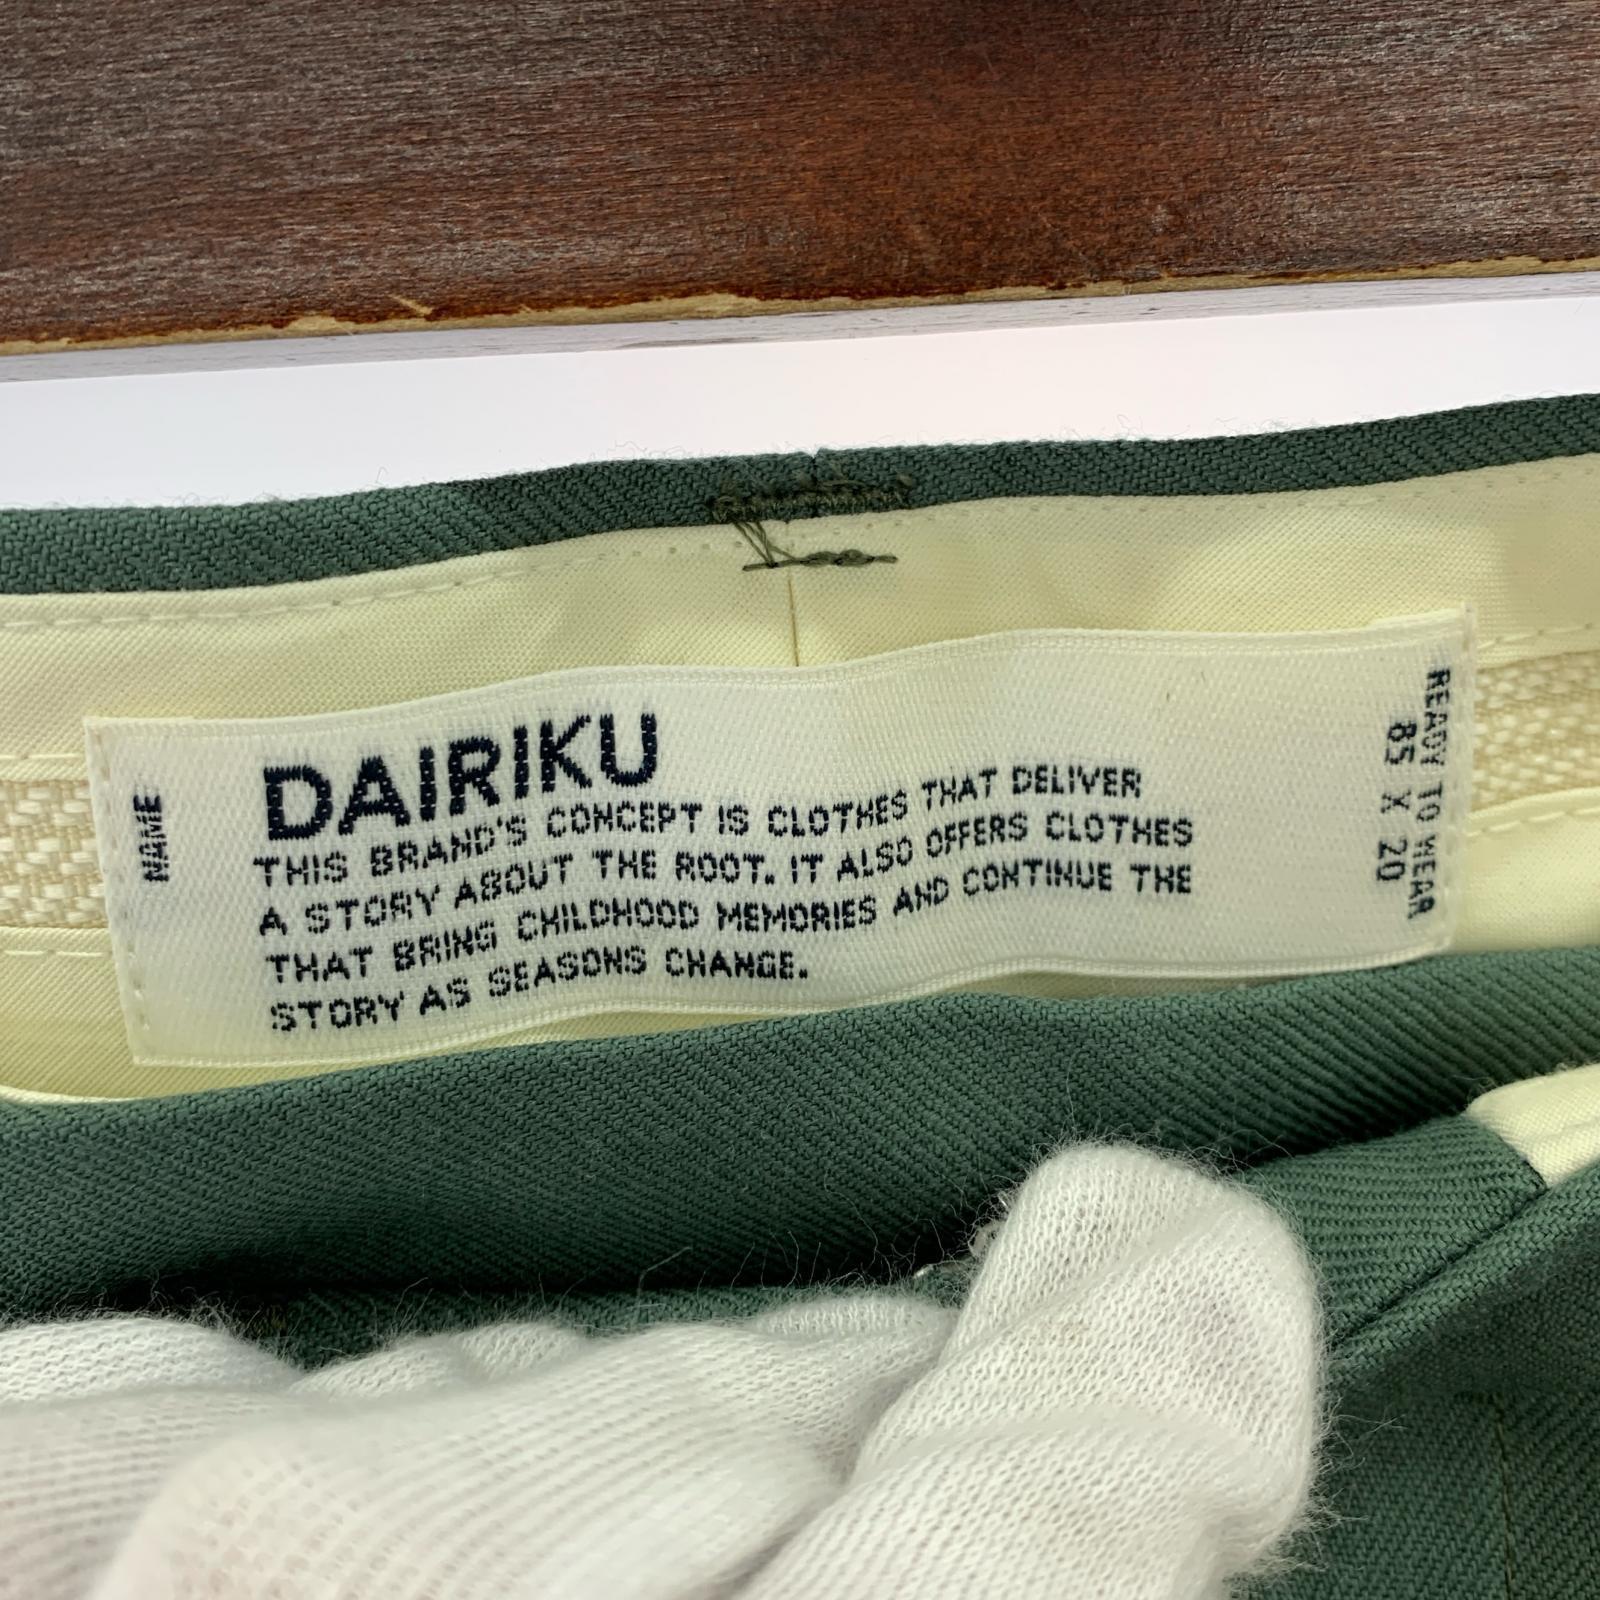 NAME
DAIRIKU
THIS BRAND'S CONCEPT IS CLOTHES THAT DELIVER
A STORY ABOUT THE ROOT. IT ALSO OFFERS CLOTHES
THAT BRING CHILDHOOD MEMORIES AND CONTINUE THE
STORY AS SEASONS CHANGE.
READY TO WEAR
85 X 20